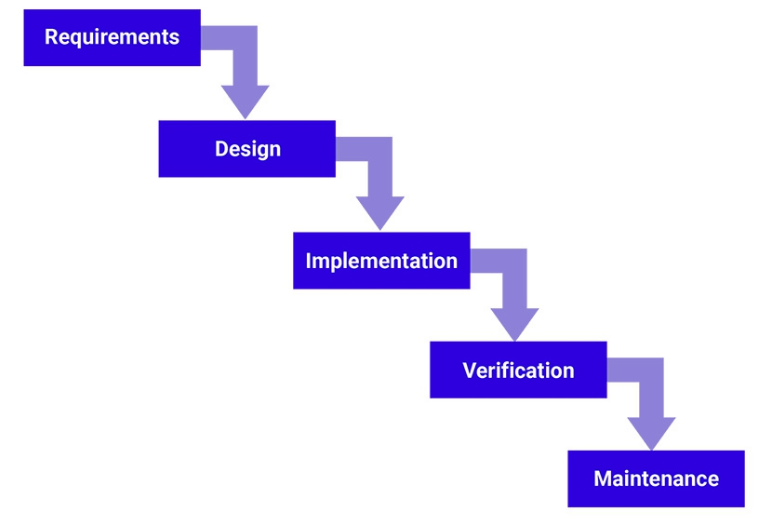 Requirements
Design
Implementation
Verification
Maintenance